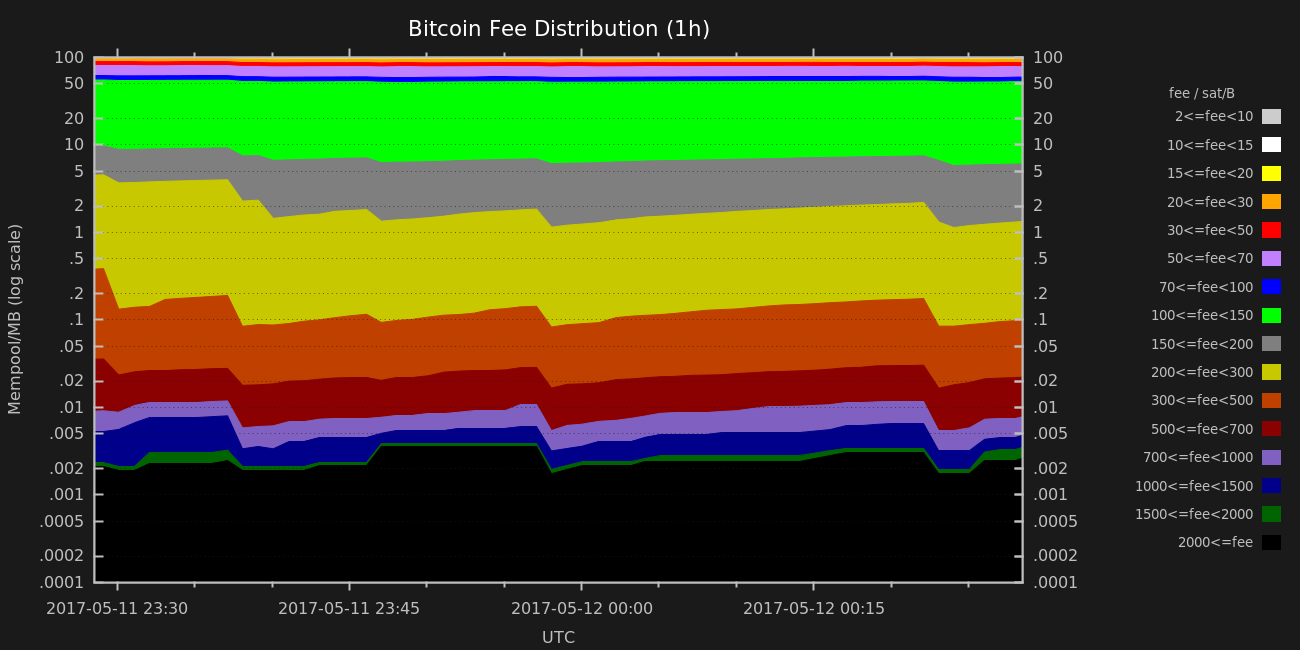 Bitcoin Fee Distribution (1h)
Mempool/MB (log scale)
100
50
20
10
5
2
1
.5
.2
.1
.05
.02
.01
.005
.002
.001
.0005
.0002
.0001
100
50
20
10
5
2
1
.5
.2
.1
.05
.02
.01
.005
.002
.001
.0005
.0002
.0001
2017-05-11 23:30
2017-05-11 23:45
2017-05-12 00:00
2017-05-12 00:15
UTC
fee / sat/B
2<=fee<10
10<=fee<15
15<=fee<20
20<=fee<30
30<=fee<50
50<=fee<70
70<=fee<100
100<=fee<150
150<=fee<200
200<=fee<300
300<=fee<500
500<=fee<700
700<=fee<1000
1000<=fee<1500
1500<=fee<2000
2000<=fee